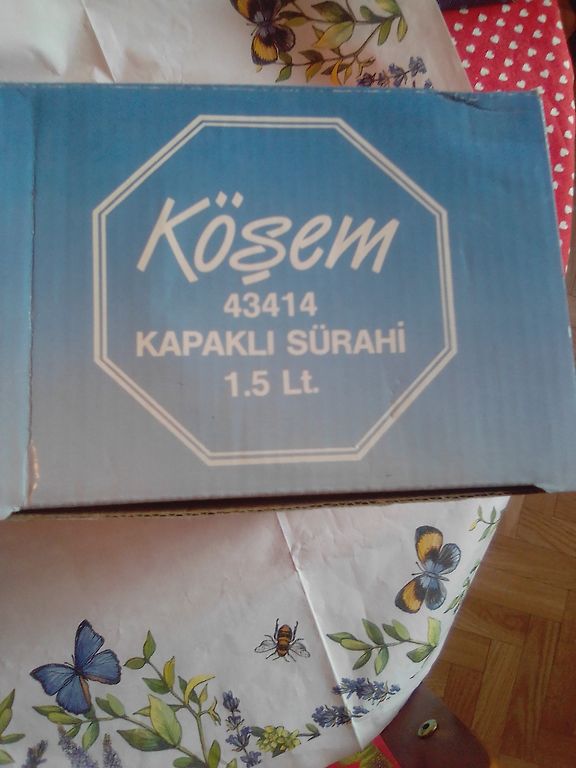 Köşem
43414
KAPAKLI SÜRAHİ
1.5 Lt.